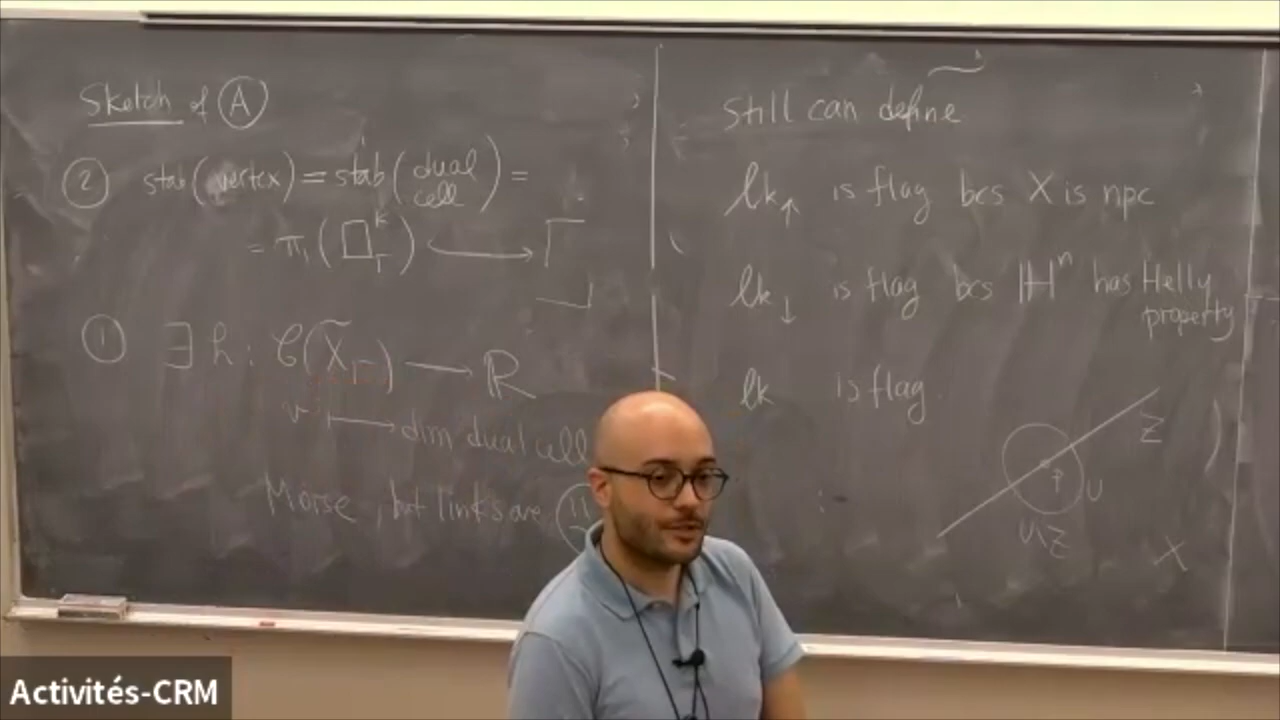 Sketch of Ⓐ
② stab(vertex) = stab(dual cell) =
= π₁(□ᴷ_Γ) ⟶ Γ
① ∃ h : 𝒞(X̃_Γ) ⟶ ℝ
v ⟼ dim dual cell
Morse, but links are
Still can define
lk↑ is flag bcs X is npc
lk↓ is flag bcs ℍⁿ has Helly property
lk is flag
Z
p
U
U\Z
X
Activités-CRM